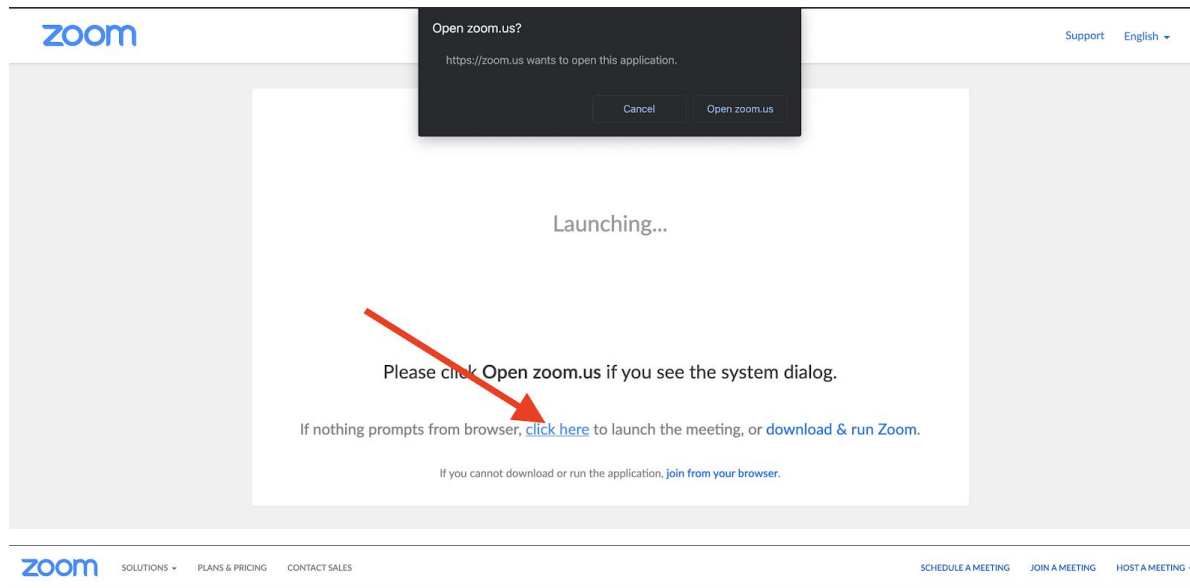 zoom
Support English
Open zoom.us?
https://zoom.us wants to open this application.
Cancel Open zoom.us
Launching...
Please click Open zoom.us if you see the system dialog.
If nothing prompts from browser, click here to launch the meeting, or download & run Zoom.
If you cannot download or run the application, join from your browser.
zoom SOLUTIONS PLANS & PRICING CONTACT SALES SCHEDULE A MEETING JOIN A MEETING HOST A MEETING